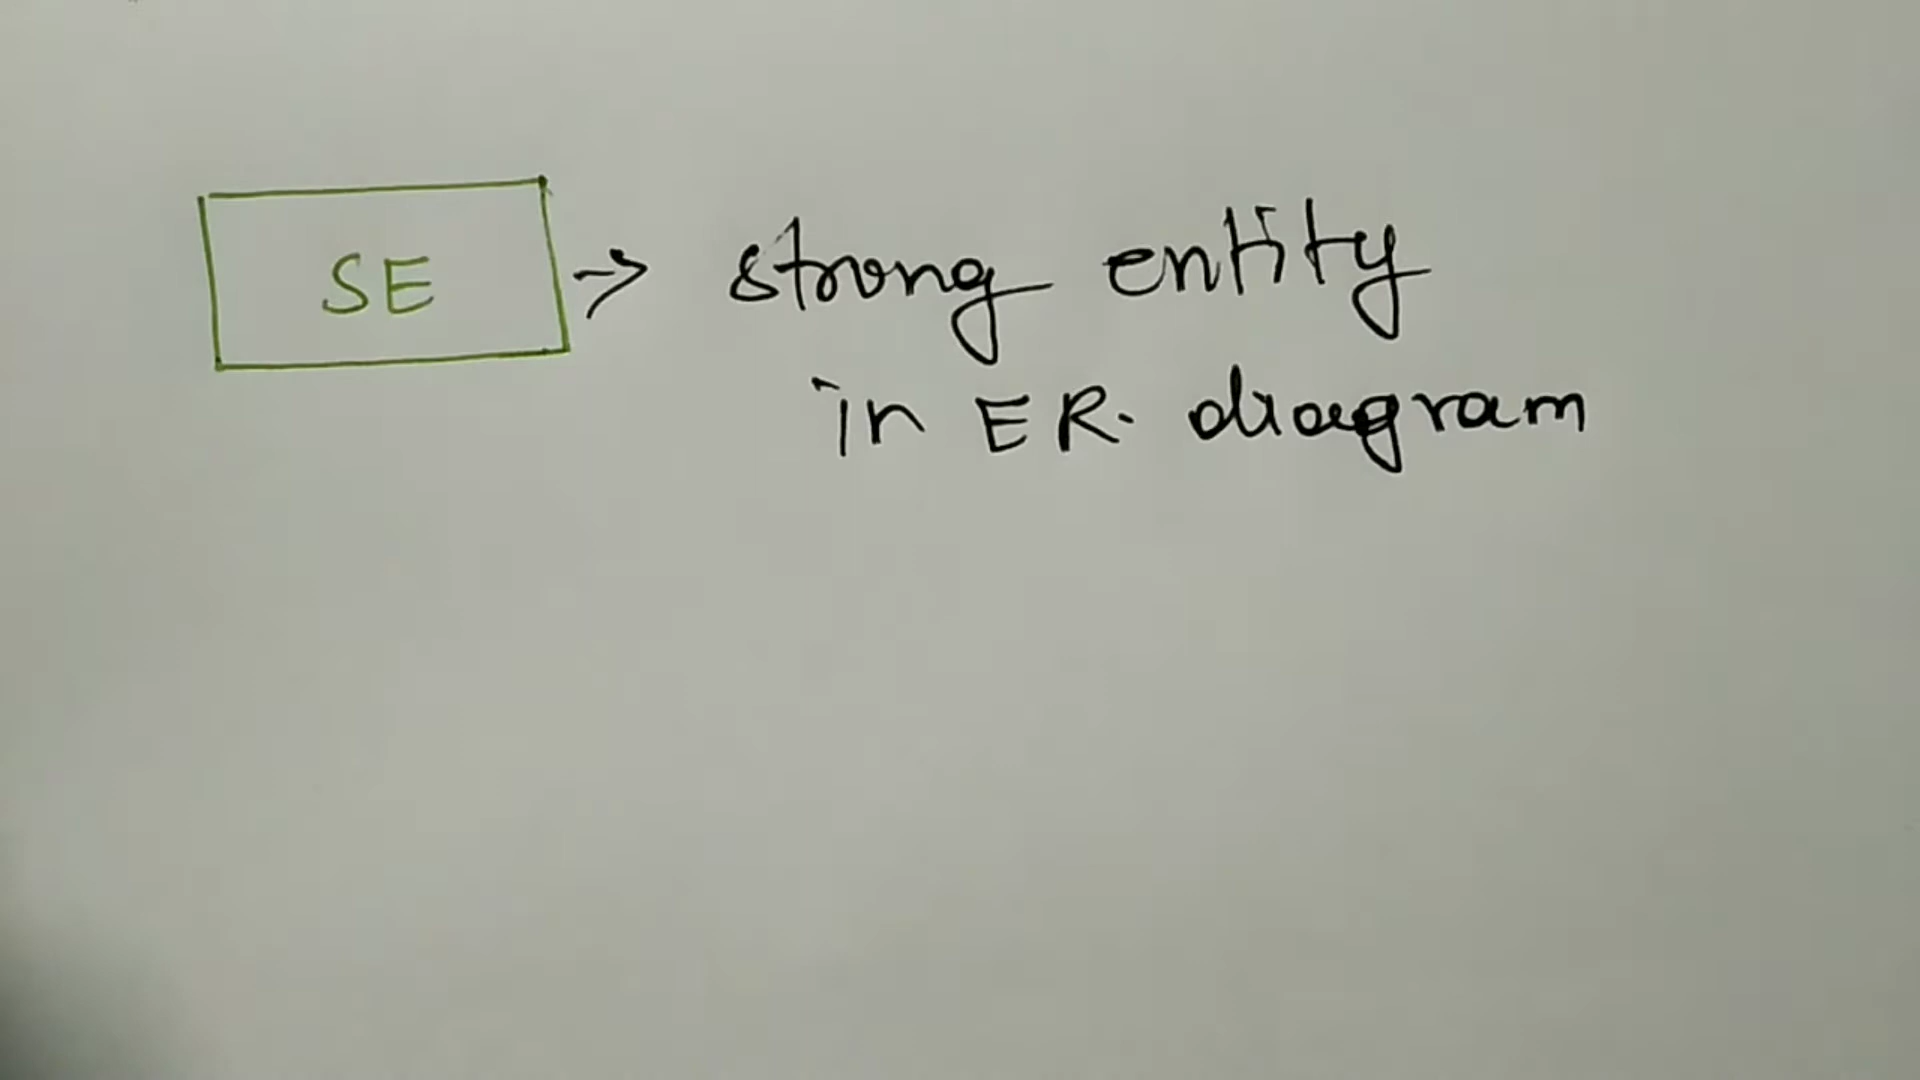 SE → strong entity
in ER. diagram